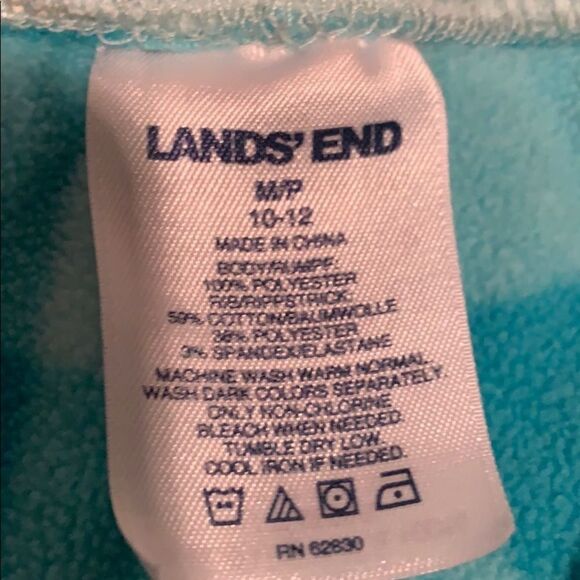 LANDS' END
M/P
10-12
MADE IN CHINA
BODY/RUMPF
100% POLYESTER
RIB/RIPPSTRICK
59% COTTON/BAUMWOLLE
38% POLYESTER
3% SPANDEX/ELASTANE
MACHINE WASH WARM NORMAL.
WASH DARK COLORS SEPARATELY.
ONLY NON-CHLORINE
BLEACH WHEN NEEDED.
TUMBLE DRY LOW.
COOL IRON IF NEEDED.
RN 62830